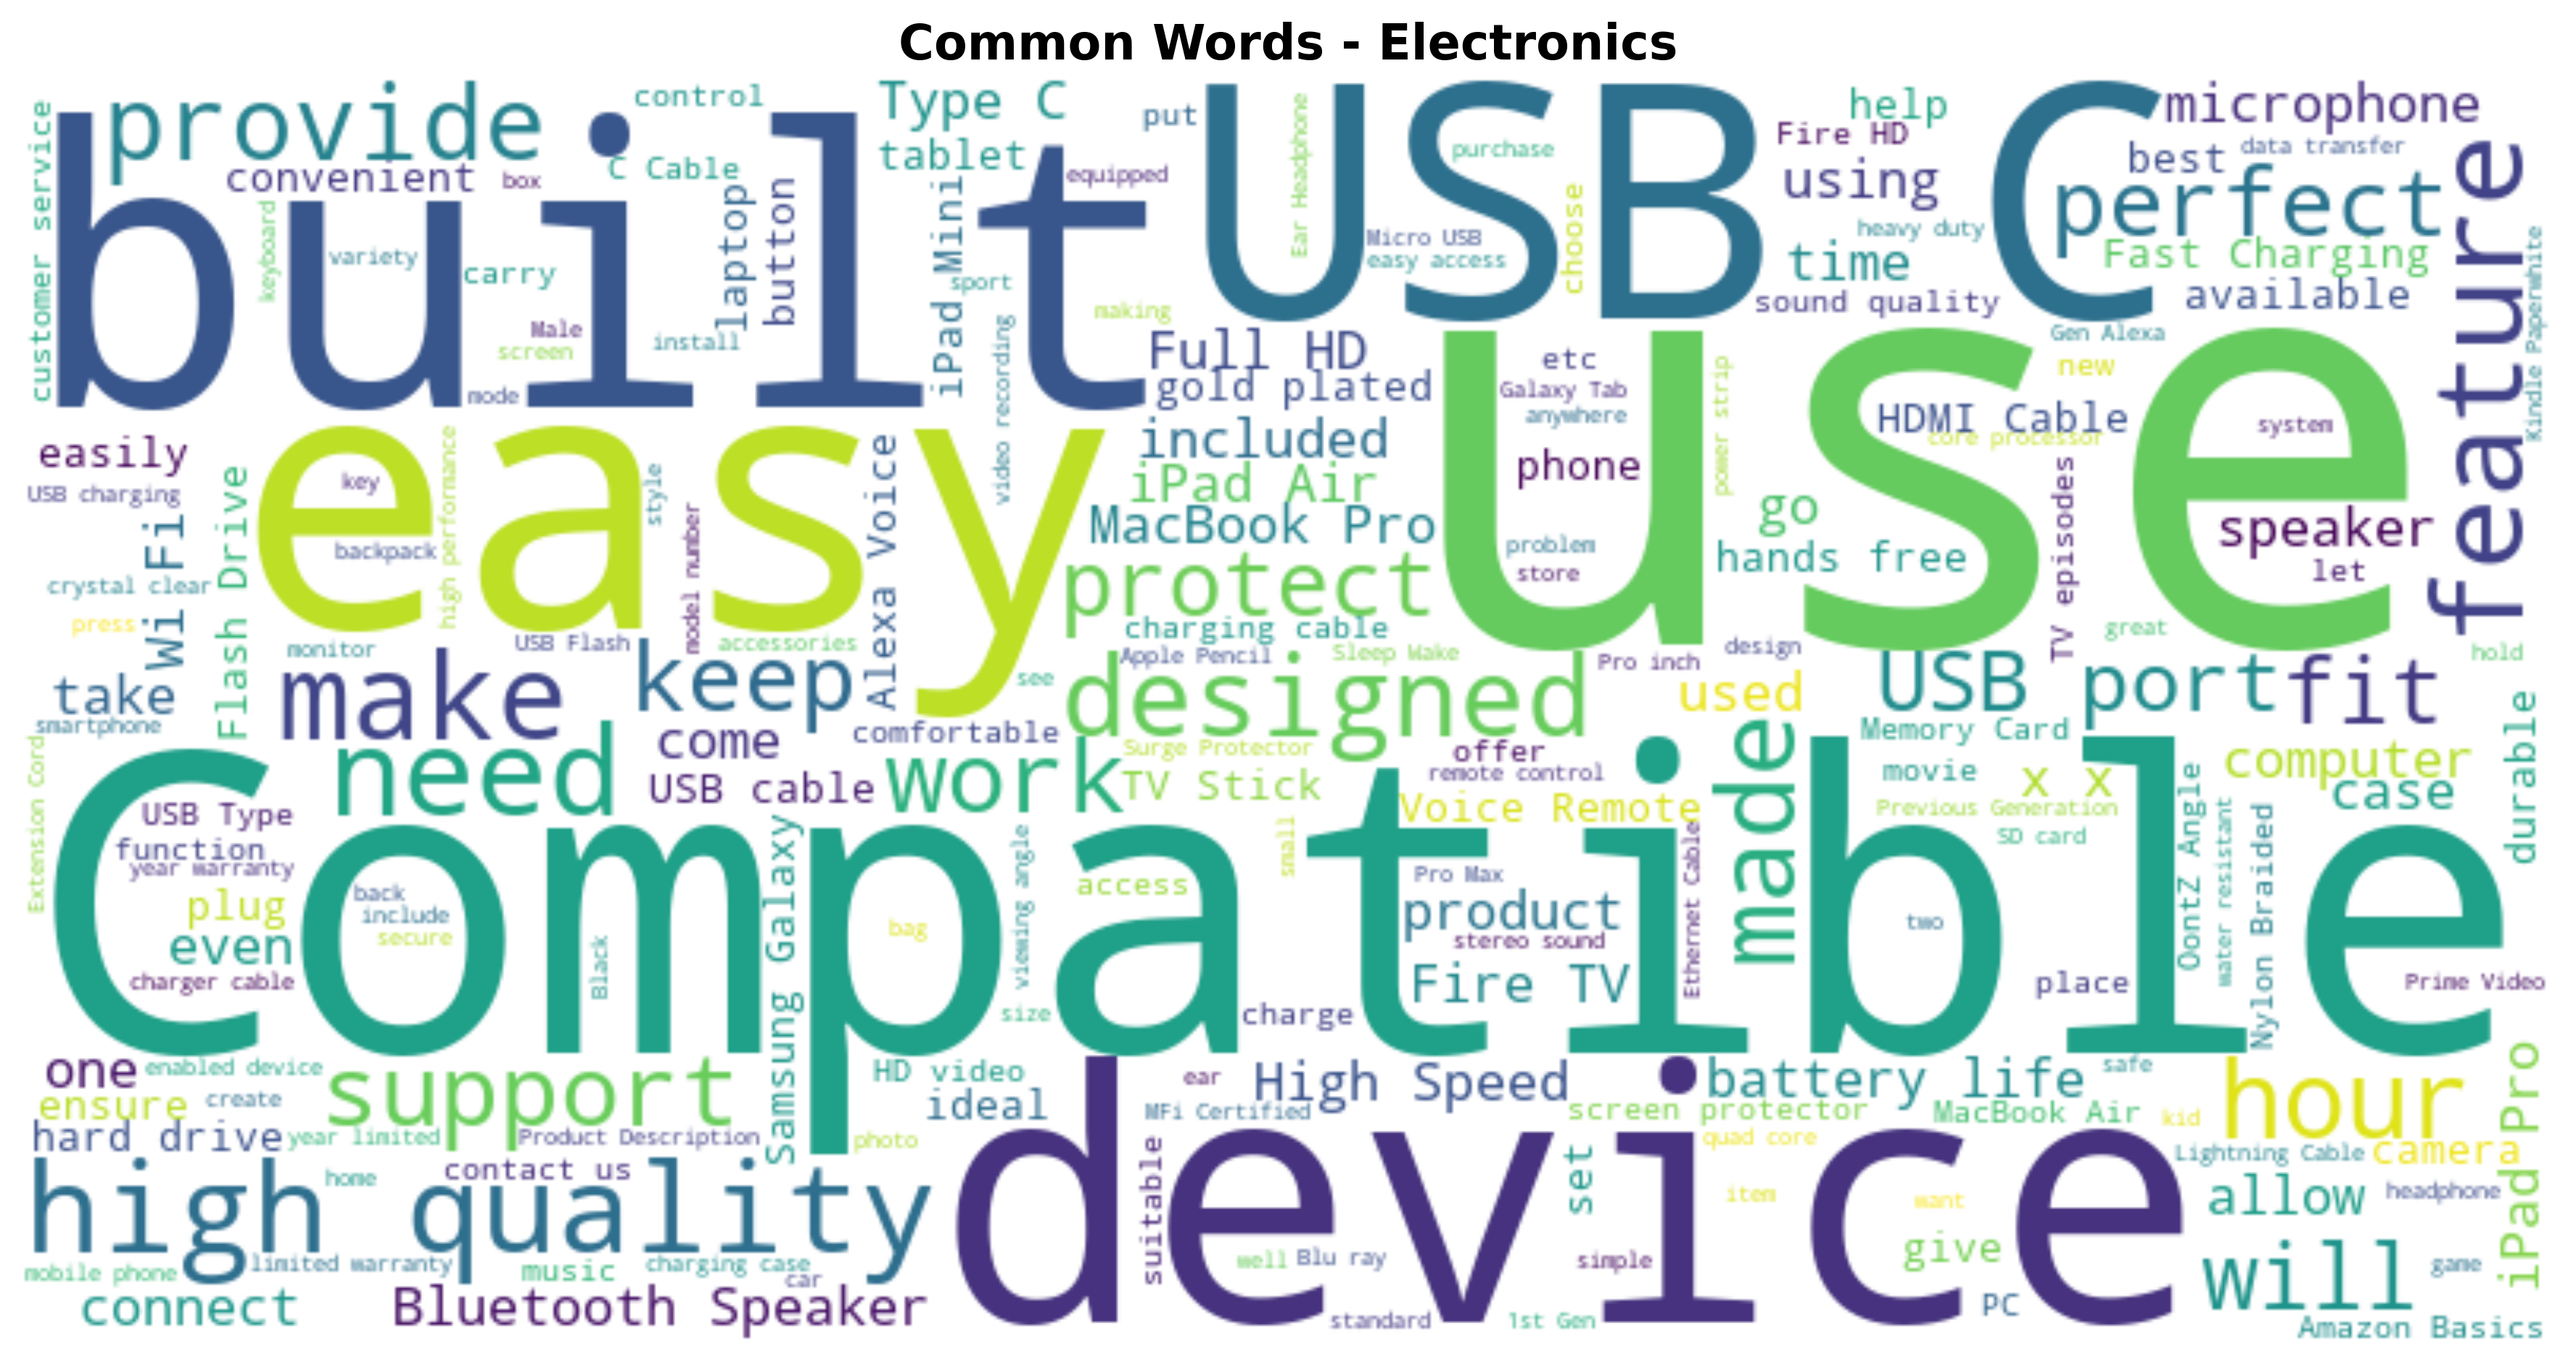 Common Words - Electronics
provide
control
Type C
put
USB C
help
microphone
customer service
convenient
box
C Cable
tablet
equipped
Ear Headphone
purchase
choose
Fire HD
using
best
data transfer
perfect
feature
built
keyboard
variety
carry
laptop
button
iPad Mini
sport
Micro USB
easy access
time
heavy duty
Fast Charging
Kindle Paperwhite
Male
screen
install
mode
video recording
making
sound quality
available
Full HD
gold plated
etc
Galaxy Tab
anywhere
power strip
Gen Alexa
new
HDMI Cable
core processor
system
use
easily
USB charging
easy
key
high performance
style
Alexa Voice
included
iPad Air
phone
go
TV episodes
speaker
let
Wi Fi
Flash Drive
backpack
model number
MacBook Pro
problem
store
hands free
crystal clear
press
monitor
USB Flash
accessories
protect
charging cable
Apple Pencil
Sleep Wake
Pro inch
design
great
hold
take
smartphone
make
keep
see
designed
used
USB port
fit
Extension Cord
need
come
comfortable
USB cable
work
Surge Protector
TV Stick
offer
remote control
Voice Remote
made
Memory Card
movie
x x
Previous Generation
SD card
computer
case
durable
Compatible
USB Type
function
year warranty
plug
back
include
secure
even
charger cable
Black
Samsung Galaxy
bag
viewing angle
access
small
size
charge
Pro Max
product
stereo sound
Fire TV
Ethernet Cable
two
place
OontZ Angle
water resistant
Nylon Braided
Prime Video
one
enabled device
ensure
create
support
HD video
ideal
ear
High Speed
MFi Certified
battery life
safe
screen protector
MacBook Air
kid
hour
iPad Pro
hard drive
year limited
Product Description
photo
quad core
Lightning Cable
camera
high quality
home
contact us
device
suitable
set
item
want
allow
headphone
mobile phone
limited warranty
music
charging case
car
well
Blu ray
simple
give
will
game
connect
Bluetooth Speaker
standard
1st Gen
PC
Amazon Basics